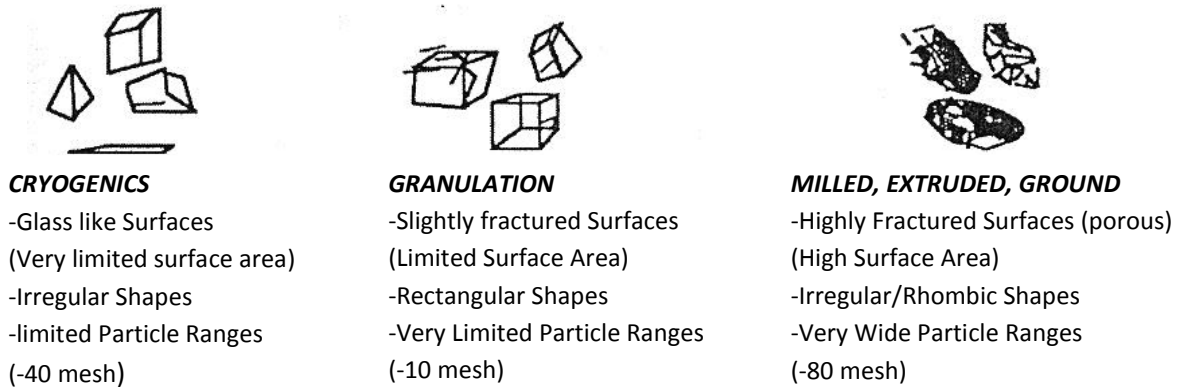 CRYOGENICS
-Glass like Surfaces
(Very limited surface area)
-Irregular Shapes
-limited Particle Ranges
(-40 mesh)
GRANULATION
-Slightly fractured Surfaces
(Limited Surface Area)
-Rectangular Shapes
-Very Limited Particle Ranges
(-10 mesh)
MILLED, EXTRUDED, GROUND
-Highly Fractured Surfaces (porous)
(High Surface Area)
-Irregular/Rhombic Shapes
-Very Wide Particle Ranges
(-80 mesh)